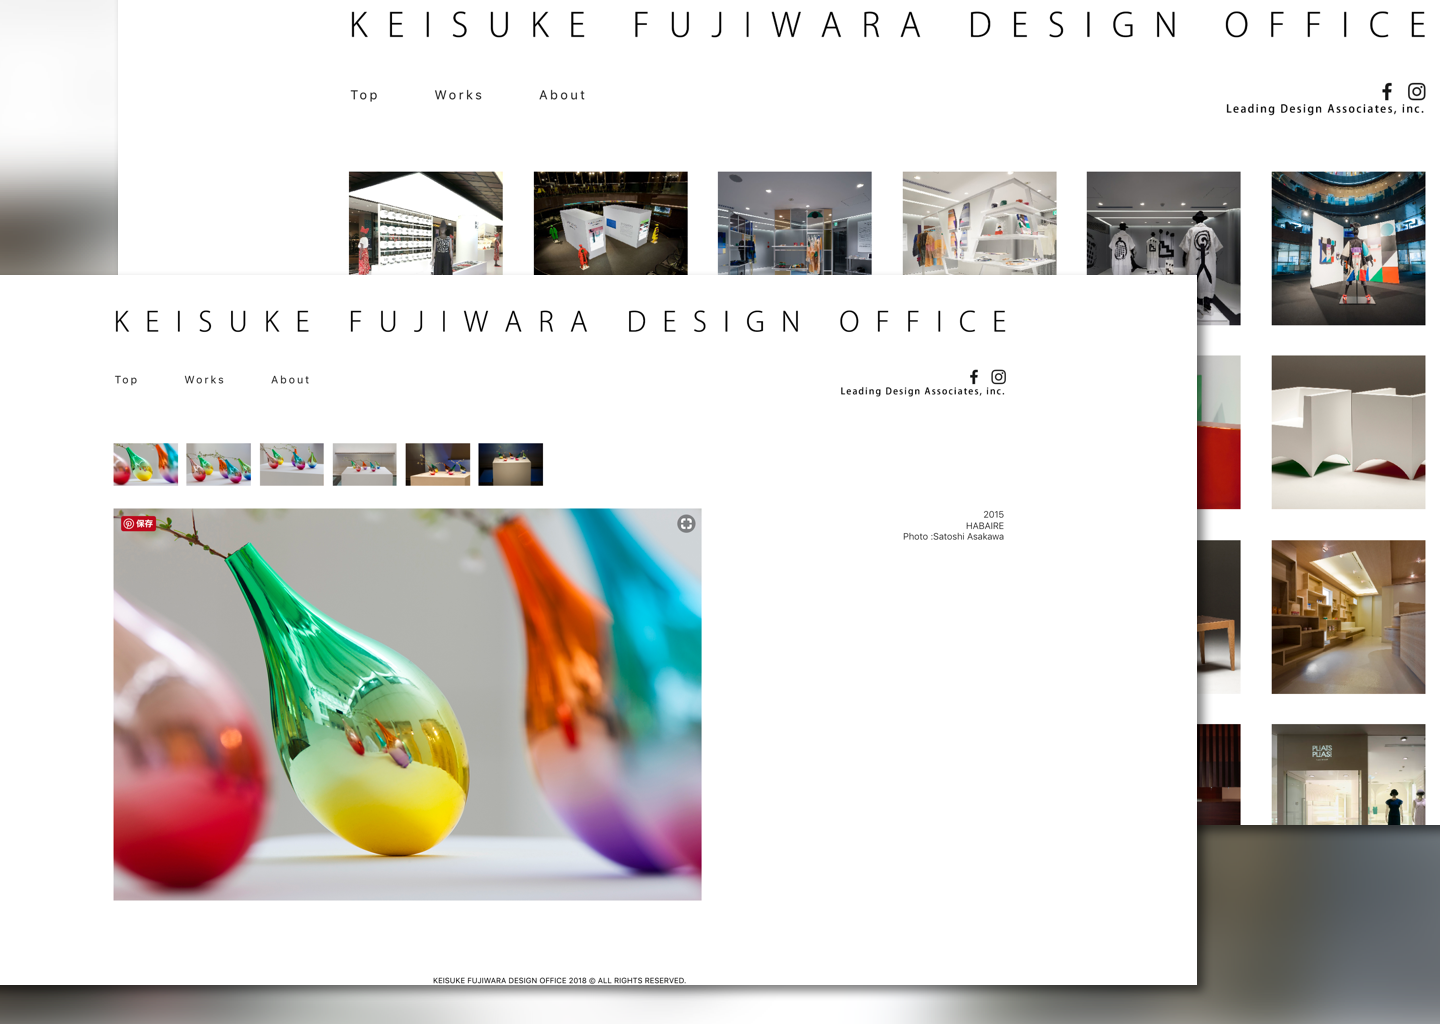 KEISUKE FUJIWARA DESIGN OFFICE
Top Works About
Leading Design Associates, inc.
KEISUKE FUJIWARA DESIGN OFFICE
Top Works About
Leading Design Associates, inc.
保存
2015
HABAIRE
Photo :Satoshi Asakawa
PLEATS
PLEASE
KEISUKE FUJIWARA DESIGN OFFICE 2018 © ALL RIGHTS RESERVED.